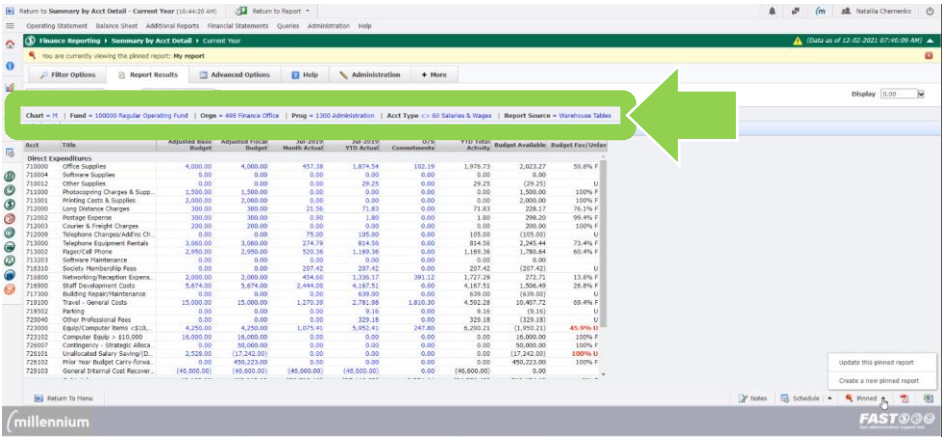 Return to Summary by Acct Detail - Current Year (10:44:20 AM) Return to Report Natallia Chernenko
Operating Statement Balance Sheet Additional Reports Financial Statements Queries Administration Help
Finance Reporting > Summary by Acct Detail > Current Year (Data as of 12-02-2021 07:46:09 AM)
You are currently viewing the pinned report: My report
Filter Options Report Results Advanced Options Help Administration + More
Display 0.00
Chart = M | Fund = 100000 Regular Operating Fund | Orgn = 496 Finance Office | Prog = 1300 Administration | Acct Type <> 60 Salaries & Wages | Report Source = Warehouse Tables
Acct Title Adjusted Base Budget Adjusted Fiscal Budget Jun 2019 Month Actual Jun 2019 YTD Actual O/S Commitments YTD Total Activity Budget Available Budget Fav/Unfav
Direct Expenditures
710000 Office Supplies 4,000.00 4,000.00 457.38 1,874.54 102.19 1,976.73 2,023.27 50.6% F
710004 Software Supplies 0.00 0.00 0.00 0.00 0.00 0.00 0.00
710012 Other Supplies 0.00 0.00 0.00 29.25 0.00 29.25 (29.25) U
711000 Photocopying Charges & Supp... 1,500.00 1,500.00 0.00 0.00 0.00 0.00 1,500.00 100% F
711001 Printing Costs & Supplies 2,000.00 2,000.00 0.00 0.00 0.00 0.00 2,000.00 100% F
712000 Long Distance Charges 300.00 300.00 21.56 71.83 0.00 71.83 228.17 76.1% F
712002 Postage Expense 300.00 300.00 0.90 1.80 0.00 1.80 298.20 99.4% F
712003 Courier & Freight Charges 200.00 200.00 0.00 0.00 0.00 0.00 200.00 100% F
712009 Telephone Changes/Add'ns Ch... 0.00 0.00 75.00 105.00 0.00 105.00 (105.00) U
713000 Telephone Equipment Rentals 3,060.00 3,060.00 274.79 814.56 0.00 814.56 2,245.44 73.4% F
713002 Pager/Cell Phone 2,950.00 2,950.00 520.36 1,169.36 0.00 1,169.36 1,780.64 60.4% F
713203 Software Maintenance 0.00 0.00 0.00 0.00 0.00 0.00 0.00
716310 Society Membership Fees 0.00 0.00 207.42 207.42 0.00 207.42 (207.42) U
716800 Networking/Reception Expens... 2,000.00 2,000.00 454.60 1,336.17 391.12 1,727.29 272.71 13.6% F
716900 Staff Development Costs 5,674.00 5,674.00 2,444.00 4,167.51 0.00 4,167.51 1,506.49 26.6% F
717300 Building Repair/Maintenance 0.00 0.00 0.00 639.00 0.00 639.00 (639.00) U
719100 Travel - General Costs 15,000.00 15,000.00 1,270.39 2,781.98 1,810.30 4,592.28 10,407.72 69.4% F
719502 Parking 0.00 0.00 0.00 9.16 0.00 9.16 (9.16) U
720040 Other Professional Fees 0.00 0.00 0.00 329.18 0.00 329.18 (329.18) U
723000 Equip/Computer Items <$10,... 4,250.00 4,250.00 1,075.41 5,952.41 247.80 6,200.21 (1,950.21) 45.9% U
723102 Computer Equip > $10,000 16,000.00 16,000.00 0.00 0.00 0.00 0.00 16,000.00 100% F
726007 Contingency - Strategic Alloca... 0.00 50,000.00 0.00 0.00 0.00 0.00 50,000.00 100% F
726101 Unallocated Salary Saving/(D... 2,528.00 (17,242.00) 0.00 0.00 0.00 0.00 (17,242.00) 100% U
726102 Prior Year Budget Carry-forwa... 0.00 450,223.00 0.00 0.00 0.00 0.00 450,223.00 100% F
729103 General Internal Cost Recover... (46,600.00) (46,600.00) (46,600.00) (46,600.00) 0.00 (46,600.00) 0.00
Update this pinned report
Create a new pinned report
Return To Menu Notes Schedule Pinned
millennium FAST